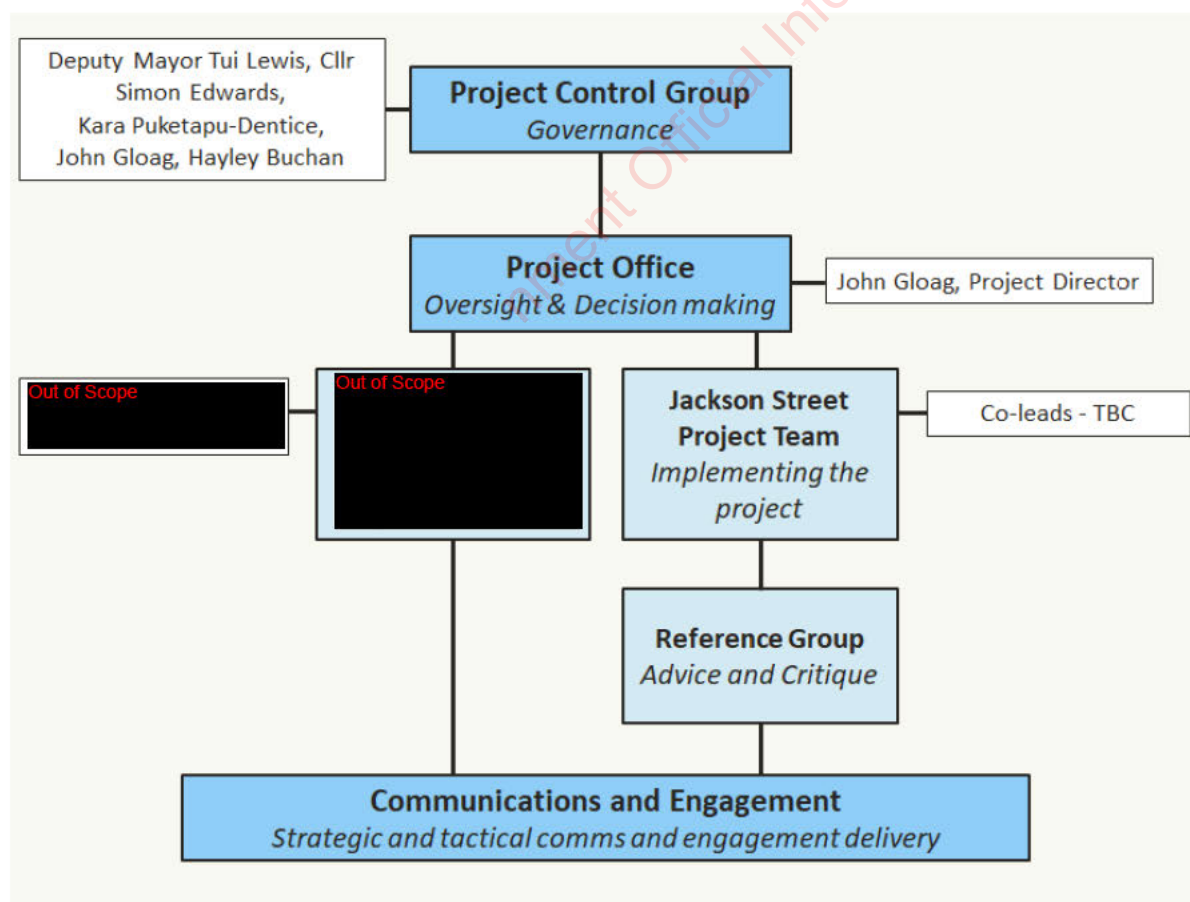 Deputy Mayor Tui Lewis, Cllr
Simon Edwards,
Kara Puketapu-Dentice,
John Gloag, Hayley Buchan
Project Control Group
Governance
Project Office
Oversight & Decision making
John Gloag, Project Director
Out of Scope
Out of Scope
Jackson Street
Project Team
Implementing the
project
Co-leads - TBC
Reference Group
Advice and Critique
Communications and Engagement
Strategic and tactical comms and engagement delivery
Official